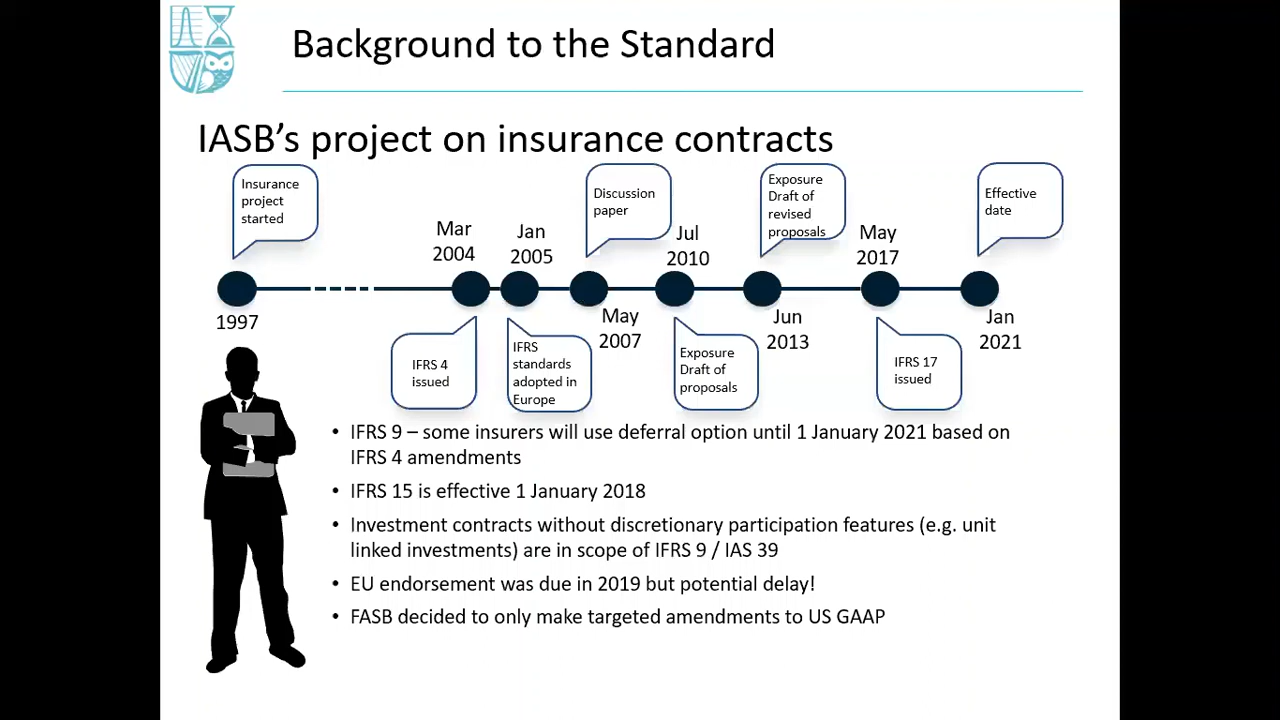 Background to the Standard
IASB's project on insurance contracts
Insurance
project
started
1997
Mar
2004
IFRS 4
issued
Jan
2005
IFRS
standards
adopted in
Europe
Discussion
paper
May
2007
Jul
2010
Exposure
Draft of
proposals
Exposure
Draft of
revised
proposals
Jun
2013
May
2017
IFRS 17
issued
Effective
date
Jan
2021
• IFRS 9 – some insurers will use deferral option until 1 January 2021 based on
IFRS 4 amendments
• IFRS 15 is effective 1 January 2018
• Investment contracts without discretionary participation features (e.g. unit
linked investments) are in scope of IFRS 9 / IAS 39
• EU endorsement was due in 2019 but potential delay!
• FASB decided to only make targeted amendments to US GAAP